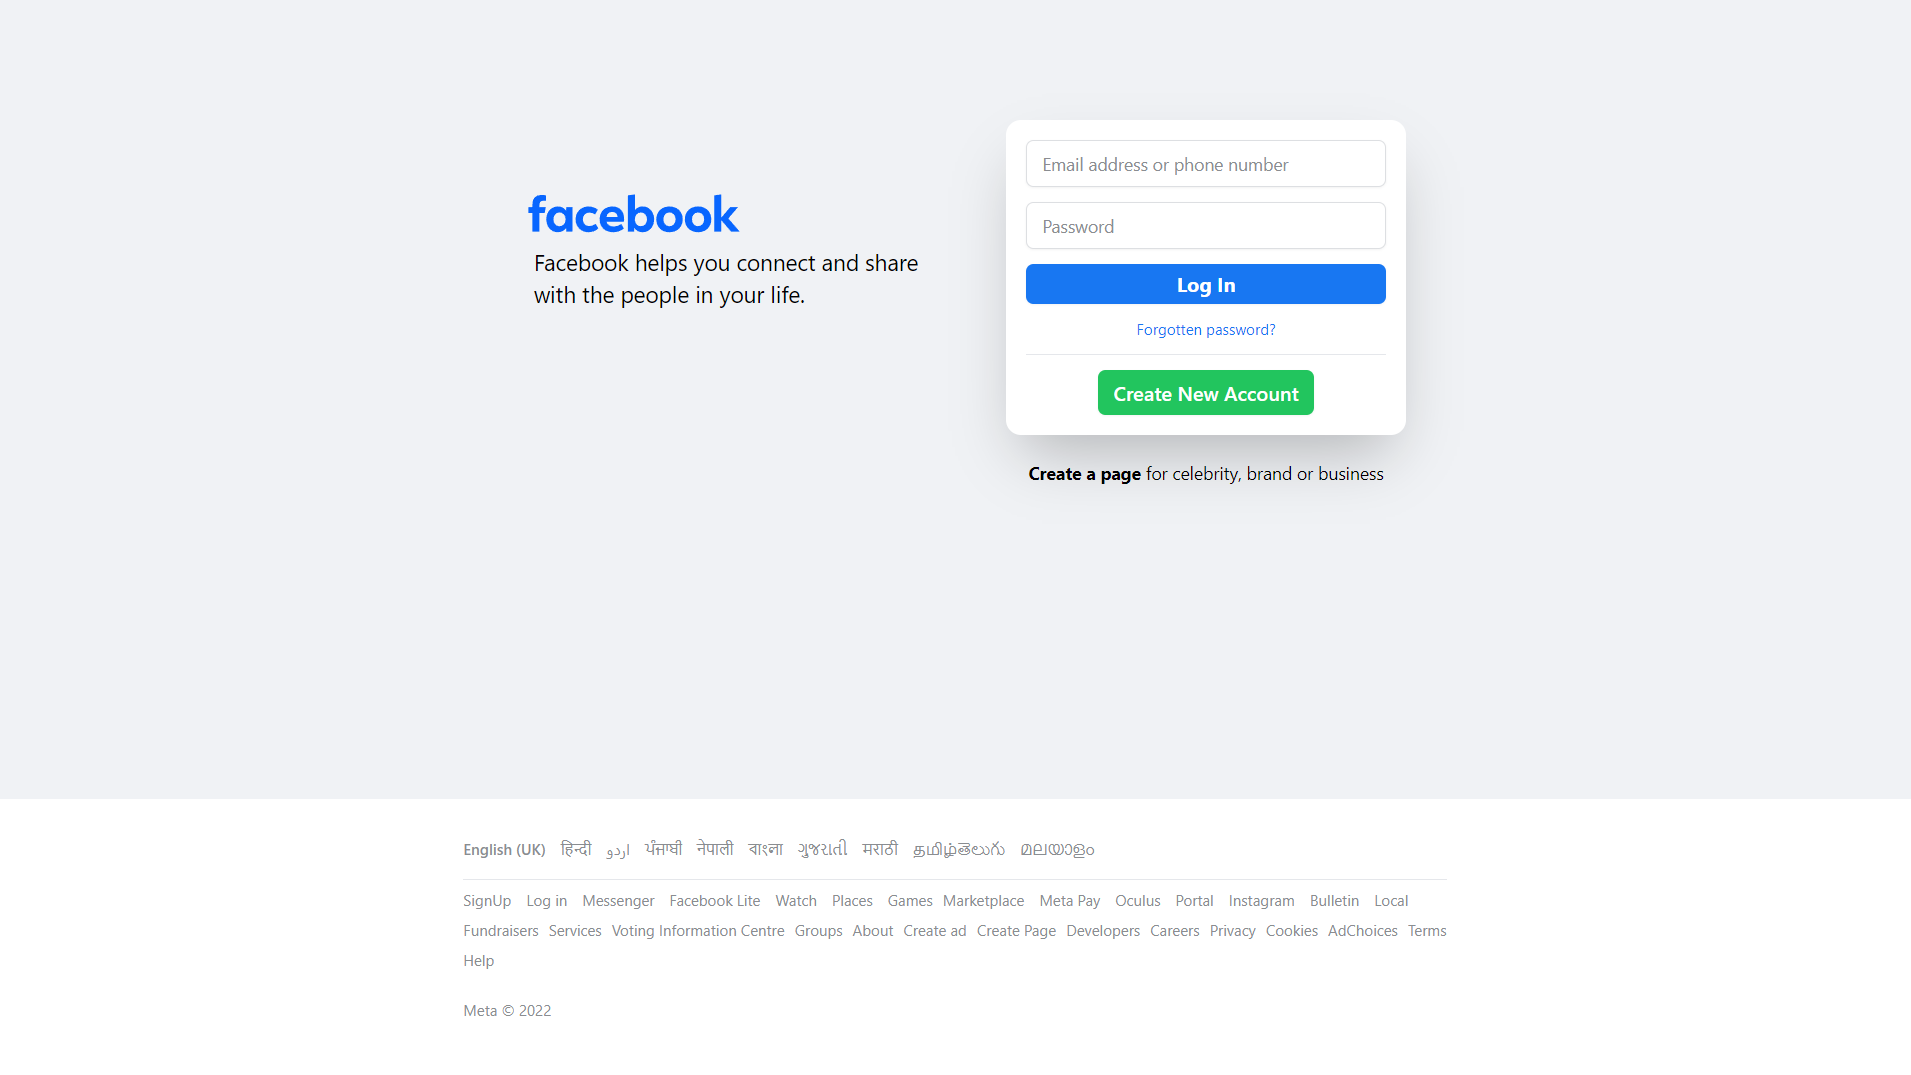 facebook
Facebook helps you connect and share
with the people in your life.
Email address or phone number
Password
Log In
Forgotten password?
Create New Account
Create a page for celebrity, brand or business
English (UK) हिन्दी اردو ਪੰਜਾਬੀ नेपाली বাংলা ગુજરાતી मराठी தமிழ்తెలుగు മലയാളം
SignUp Log in Messenger Facebook Lite Watch Places Games Marketplace Meta Pay Oculus Portal Instagram Bulletin Local
Fundraisers Services Voting Information Centre Groups About Create ad Create Page Developers Careers Privacy Cookies AdChoices Terms
Help
Meta © 2022